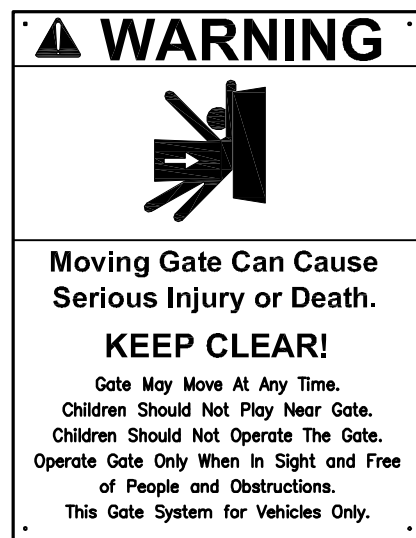 WARNING
Moving Gate Can Cause
Serious Injury or Death.
KEEP CLEAR!
Gate May Move At Any Time.
Children Should Not Play Near Gate.
Children Should Not Operate The Gate.
Operate Gate Only When In Sight and Free
of People and Obstructions.
This Gate System for Vehicles Only.